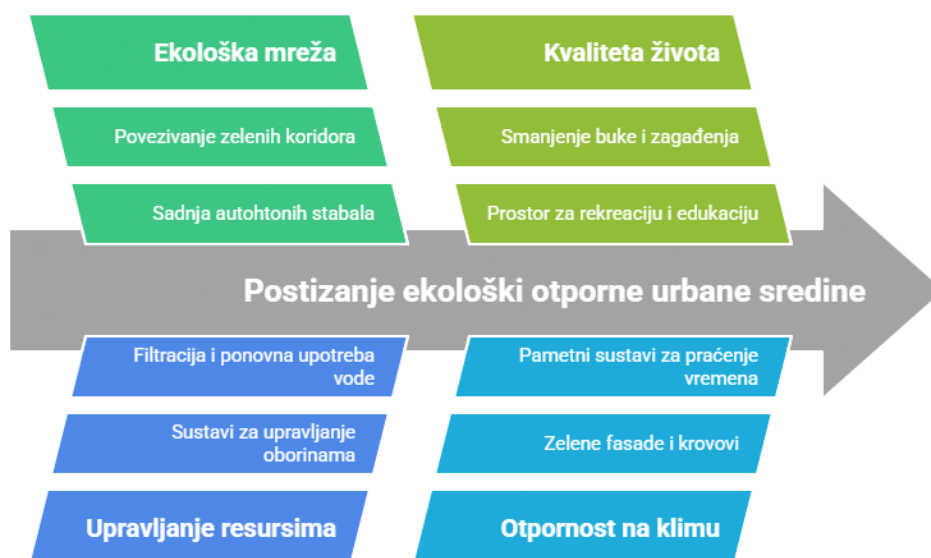 Ekološka mreža
Kvaliteta života
Povezivanje zelenih koridora
Smanjenje buke i zagađenja
Sadnja autohtonih stabala
Prostor za rekreaciju i edukaciju
Postizanje ekološki otporne urbane sredine
Filtracija i ponovna upotreba
vode
Pametni sustavi za praćenje
vremena
Sustavi za upravljanje
oborinama
Zelene fasade i krovovi
Upravljanje resursima
Otpornost na klimu